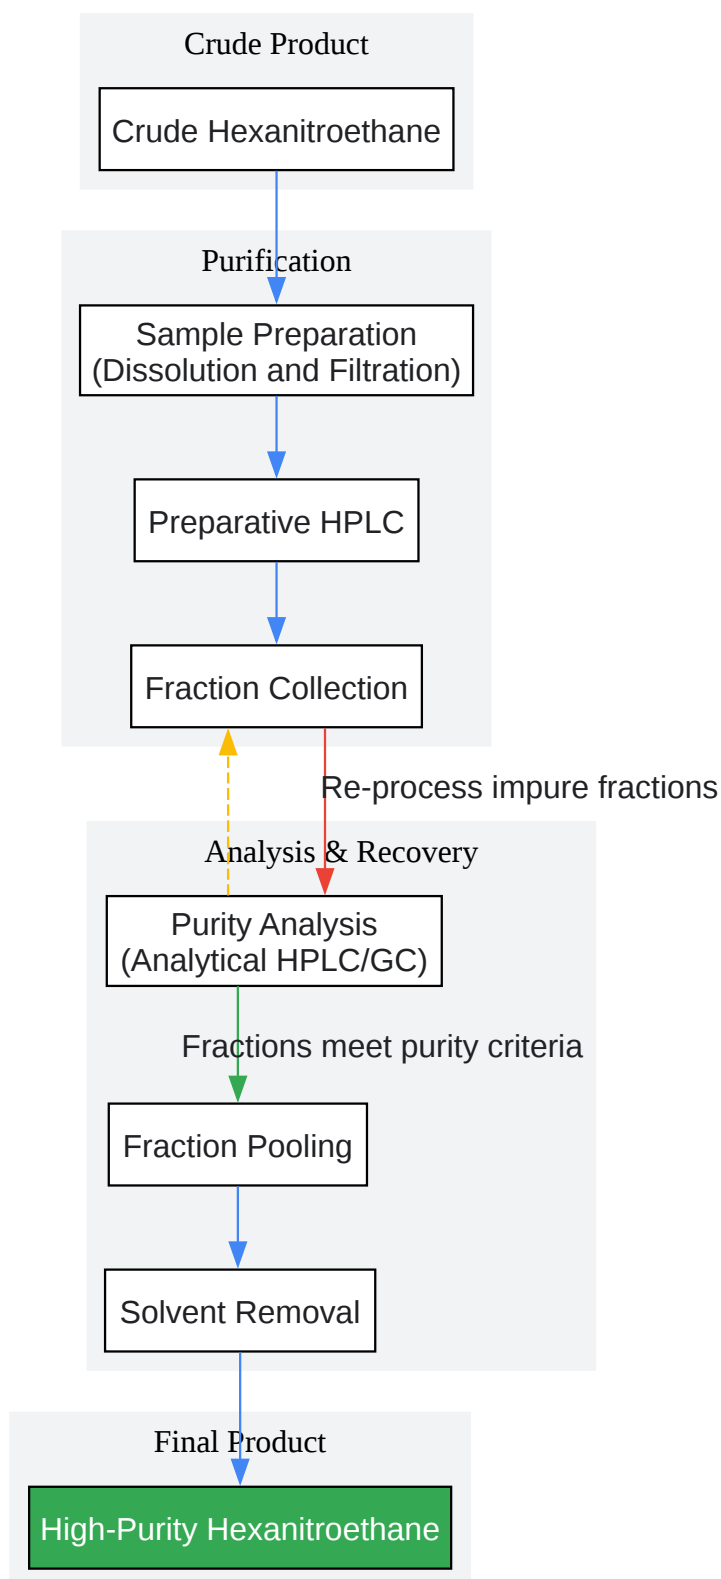 Crude Product
Crude Hexanitroethane
Purification
Sample Preparation
(Dissolution and Filtration)
Preparative HPLC
Fraction Collection
Re-process impure fractions
Analysis & Recovery
Purity Analysis
(Analytical HPLC/GC)
Fractions meet purity criteria
Fraction Pooling
Solvent Removal
Final Product
High-Purity Hexanitroethane